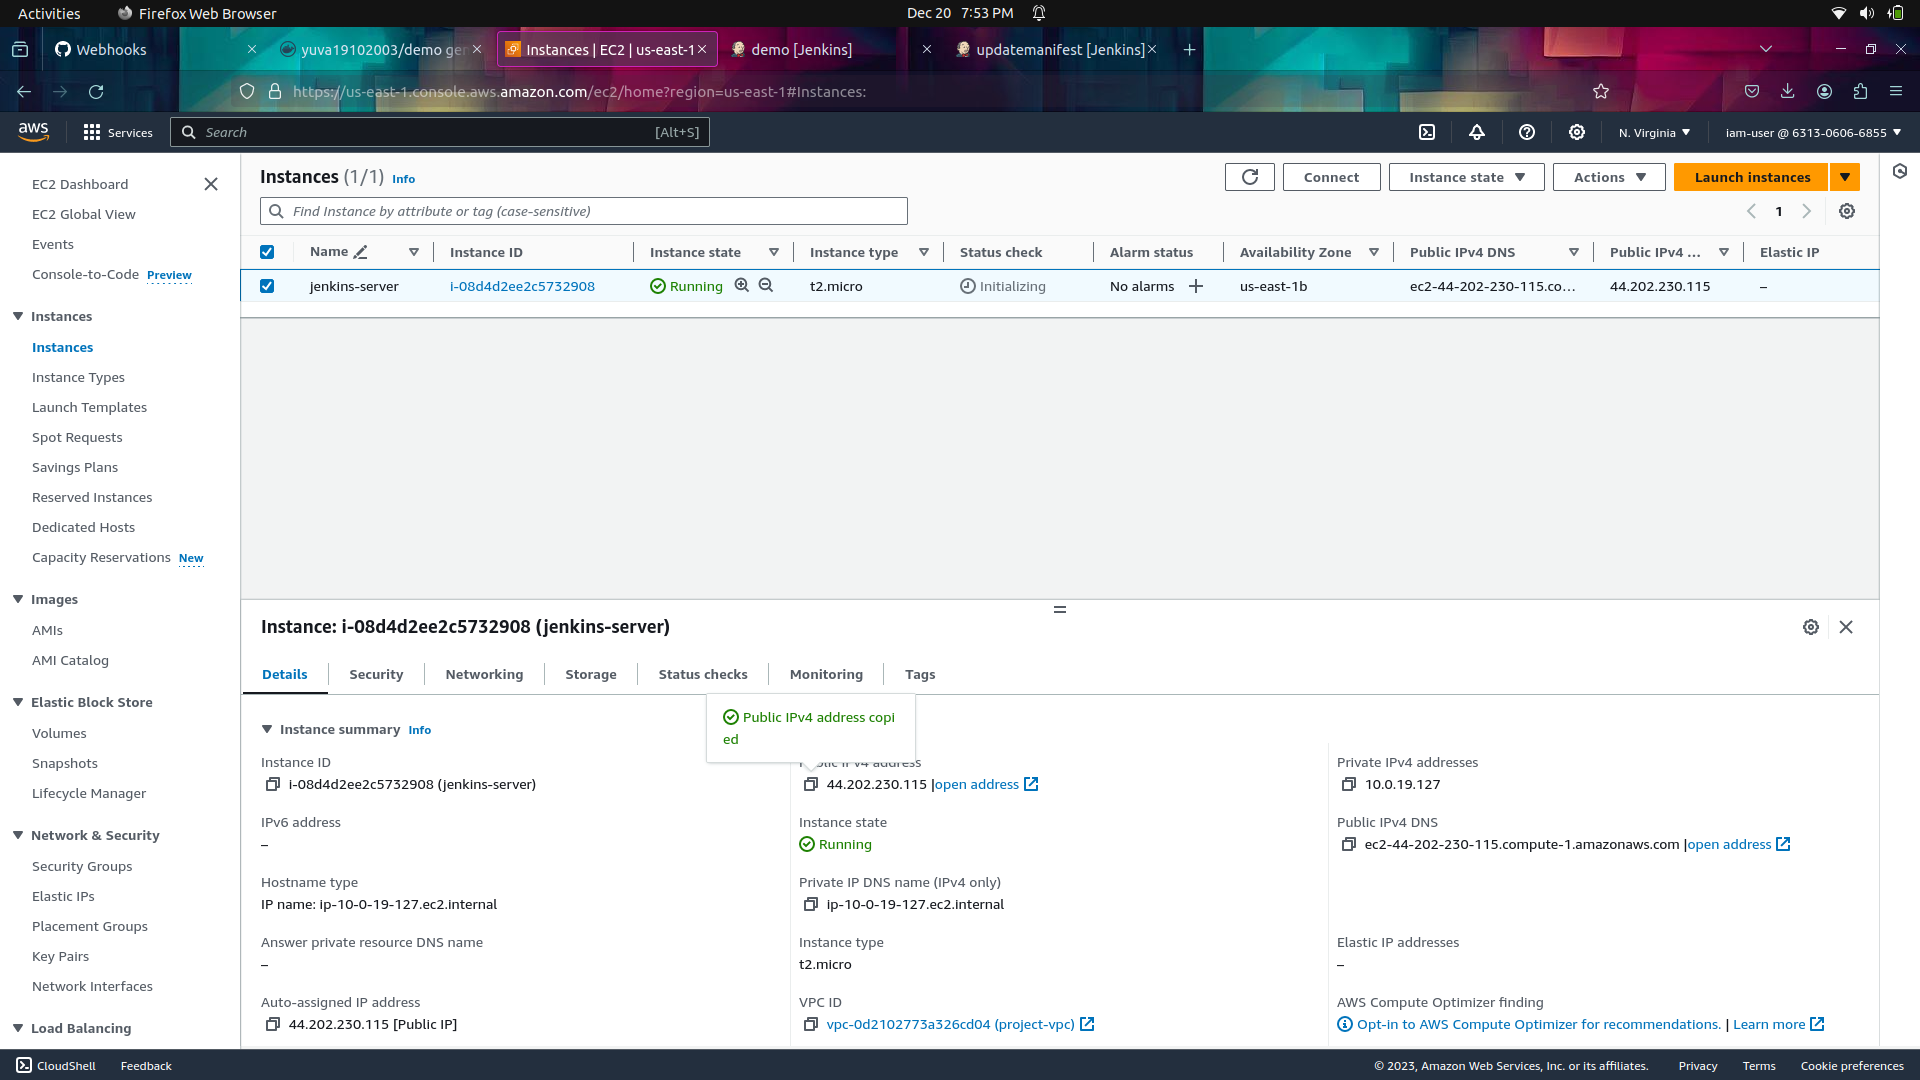 Activities
Firefox Web Browser
Dec 20 7:53 PM
Webhooks
yuva19102003/demo ger
Instances | EC2 | us-east-1
demo [Jenkins]
updatemanifest [Jenkins]
https://us-east-1.console.aws.amazon.com/ec2/home?region=us-east-1#Instances:
aws
Services
Search
[Alt+S]
N. Virginia
iam-user @ 6313-0606-6855
EC2 Dashboard
EC2 Global View
Events
Console-to-Code Preview
Instances
Instances
Instance Types
Launch Templates
Spot Requests
Savings Plans
Reserved Instances
Dedicated Hosts
Capacity Reservations New
Images
AMIs
AMI Catalog
Elastic Block Store
Volumes
Snapshots
Lifecycle Manager
Network & Security
Security Groups
Elastic IPs
Placement Groups
Key Pairs
Network Interfaces
Load Balancing
Instances (1/1) Info
Connect
Instance state
Actions
Launch instances
Find Instance by attribute or tag (case-sensitive)
1
Name Instance ID Instance state Instance type Status check Alarm status Availability Zone Public IPv4 DNS Public IPv4 ... Elastic IP
jenkins-server i-08d4d2ee2c5732908 Running t2.micro Initializing No alarms us-east-1b ec2-44-202-230-115.co... 44.202.230.115 –
Instance: i-08d4d2ee2c5732908 (jenkins-server)
Details Security Networking Storage Status checks Monitoring Tags
Public IPv4 address copi
ed
Instance summary Info
Instance ID
i-08d4d2ee2c5732908 (jenkins-server)
Public IPv4 address
44.202.230.115 |open address
Private IPv4 addresses
10.0.19.127
IPv6 address
–
Instance state
Running
Public IPv4 DNS
ec2-44-202-230-115.compute-1.amazonaws.com |open address
Hostname type
IP name: ip-10-0-19-127.ec2.internal
Private IP DNS name (IPv4 only)
ip-10-0-19-127.ec2.internal
Answer private resource DNS name
–
Instance type
t2.micro
Elastic IP addresses
–
Auto-assigned IP address
44.202.230.115 [Public IP]
VPC ID
vpc-0d2102773a326cd04 (project-vpc)
AWS Compute Optimizer finding
Opt-in to AWS Compute Optimizer for recommendations. | Learn more
CloudShell
Feedback
© 2023, Amazon Web Services, Inc. or its affiliates.
Privacy
Terms
Cookie preferences